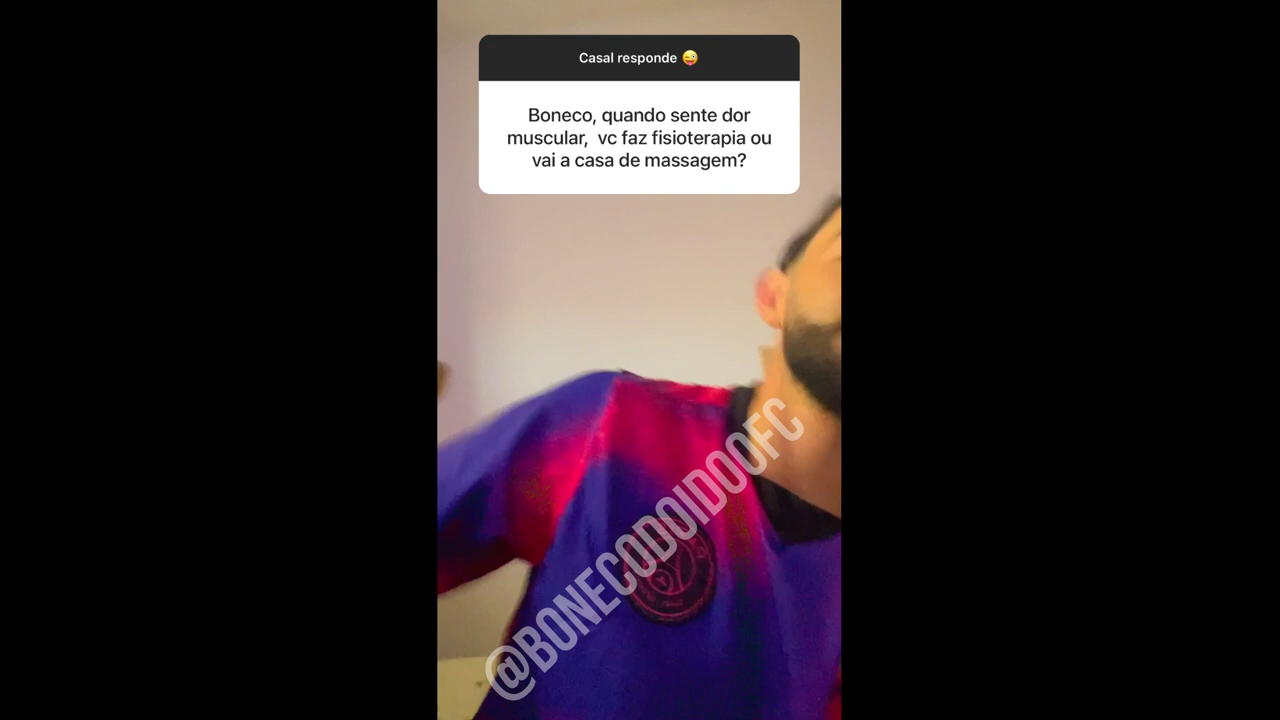 Casal responde 😜
Boneco, quando sente dor
muscular,  vc faz fisioterapia ou
vai a casa de massagem?
@BONECODOIDOOFC